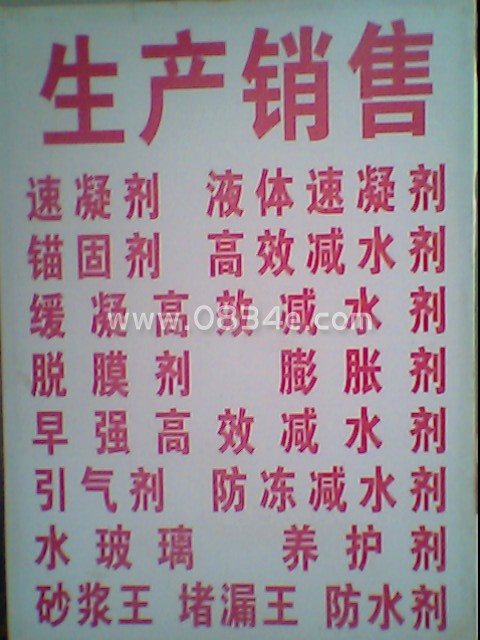 生产销售
速凝剂 液体速凝剂
锚固剂 高效减水剂
缓凝高效减水剂
www.0834e.com
脱膜剂 膨胀剂
早强高效减水剂
引气剂 防冻减水剂
水玻璃 养护剂
砂浆王 堵漏王 防水剂